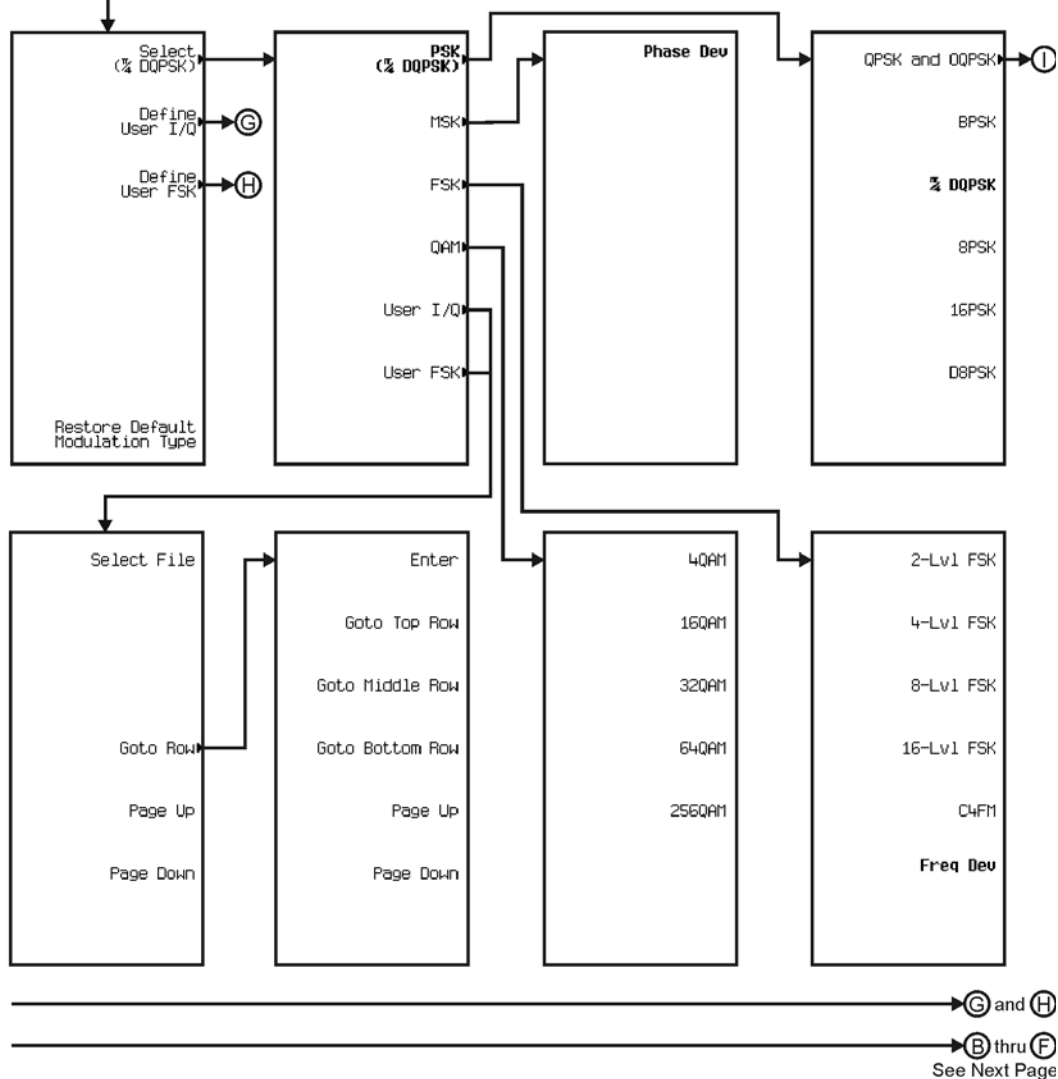 Select
(π/4 DQPSK)
Define
User I/Q
G
Define
User FSK
H
Restore Default
Modulation Type
PSK
(π/4 DQPSK)
MSK
FSK
QAM
User I/Q
User FSK
Phase Dev
QPSK and OQPSK
I
BPSK
π/4 DQPSK
8PSK
16PSK
D8PSK
Select File
Goto Row
Page Up
Page Down
Enter
Goto Top Row
Goto Middle Row
Goto Bottom Row
Page Up
Page Down
4QAM
16QAM
32QAM
64QAM
256QAM
2-Lvl FSK
4-Lvl FSK
8-Lvl FSK
16-Lvl FSK
C4FM
Freq Dev
G and H
B thru F
See Next Page